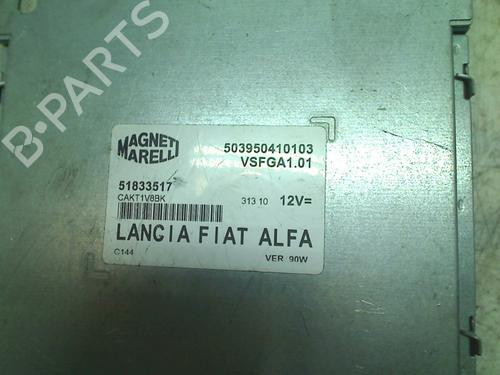 B-PARTS
MAGNETI
MARELLI
503950410103
VSFGA1.01
51833517
CAKT1V8BK
313 10 12V=
LANCIA FIAT ALFA
C144 VER 90W